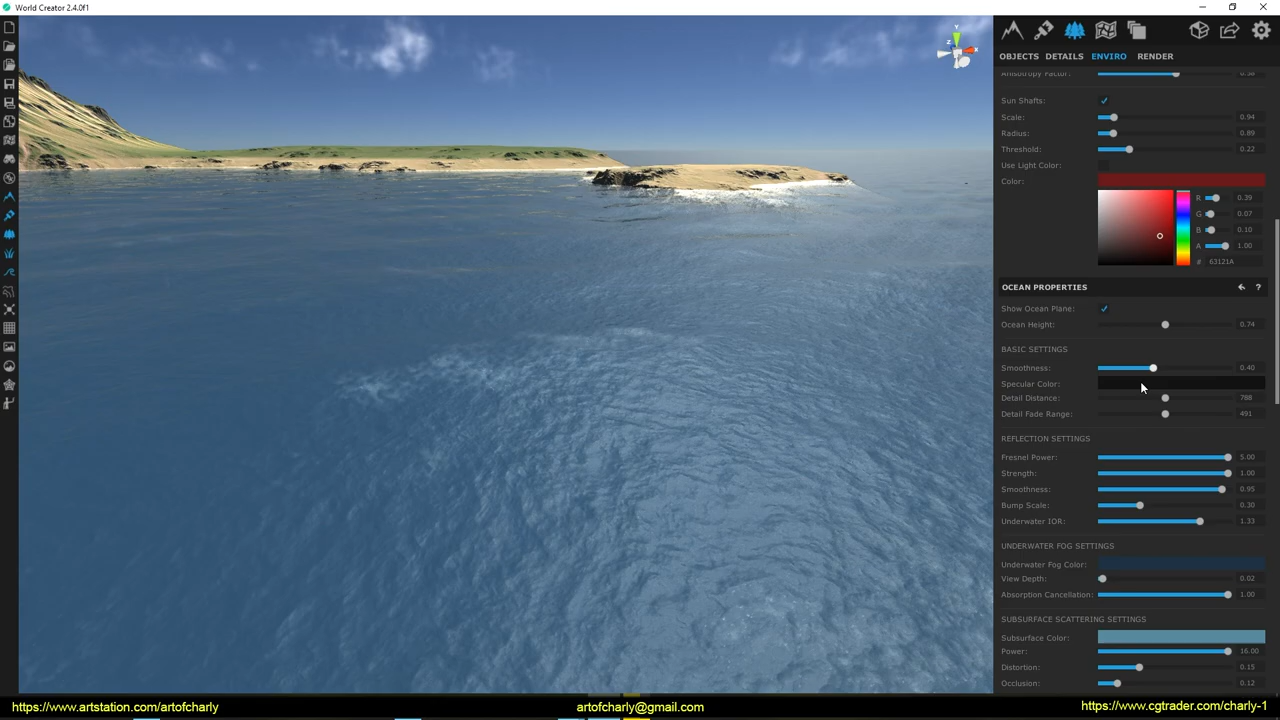 World Creator 2.4.0f1
Y
Z
X
OBJECTS DETAILS ENVIRO RENDER
Anisotropy Factor: 0.58
Sun Shafts:
Scale: 0.94
Radius: 0.89
Threshold: 0.22
Use Light Color:
Color:
R 0.39
G 0.07
B 0.10
A 1.00
# 63121A
OCEAN PROPERTIES ?
Show Ocean Plane:
Ocean Height: 0.74
BASIC SETTINGS
Smoothness: 0.40
Specular Color:
Detail Distance: 788
Detail Fade Range: 491
REFLECTION SETTINGS
Fresnel Power: 5.00
Strength: 1.00
Smoothness: 0.95
Bump Scale: 0.30
Underwater IOR: 1.33
UNDERWATER FOG SETTINGS
Underwater Fog Color:
View Depth: 0.02
Absorption Cancellation: 1.00
SUBSURFACE SCATTERING SETTINGS
Subsurface Color:
Power: 16.00
Distortion: 0.15
Occlusion: 0.12
https://www.artstation.com/artofcharly artofcharly@gmail.com https://www.cgtrader.com/charly-1